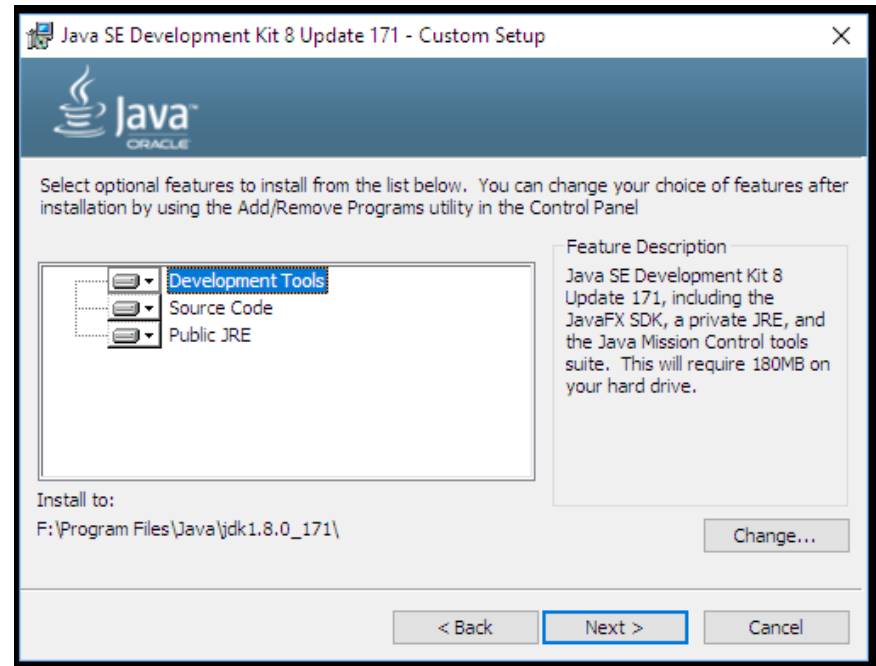 Java SE Development Kit 8 Update 171 - Custom Setup
Java™
ORACLE
Select optional features to install from the list below.  You can change your choice of features after
installation by using the Add/Remove Programs utility in the Control Panel
Development Tools
Source Code
Public JRE
Feature Description
Java SE Development Kit 8
Update 171, including the
JavaFX SDK, a private JRE, and
the Java Mission Control tools
suite.  This will require 180MB on
your hard drive.
Install to:
F:\Program Files\Java\jdk1.8.0_171\
Change...
< Back
Next >
Cancel